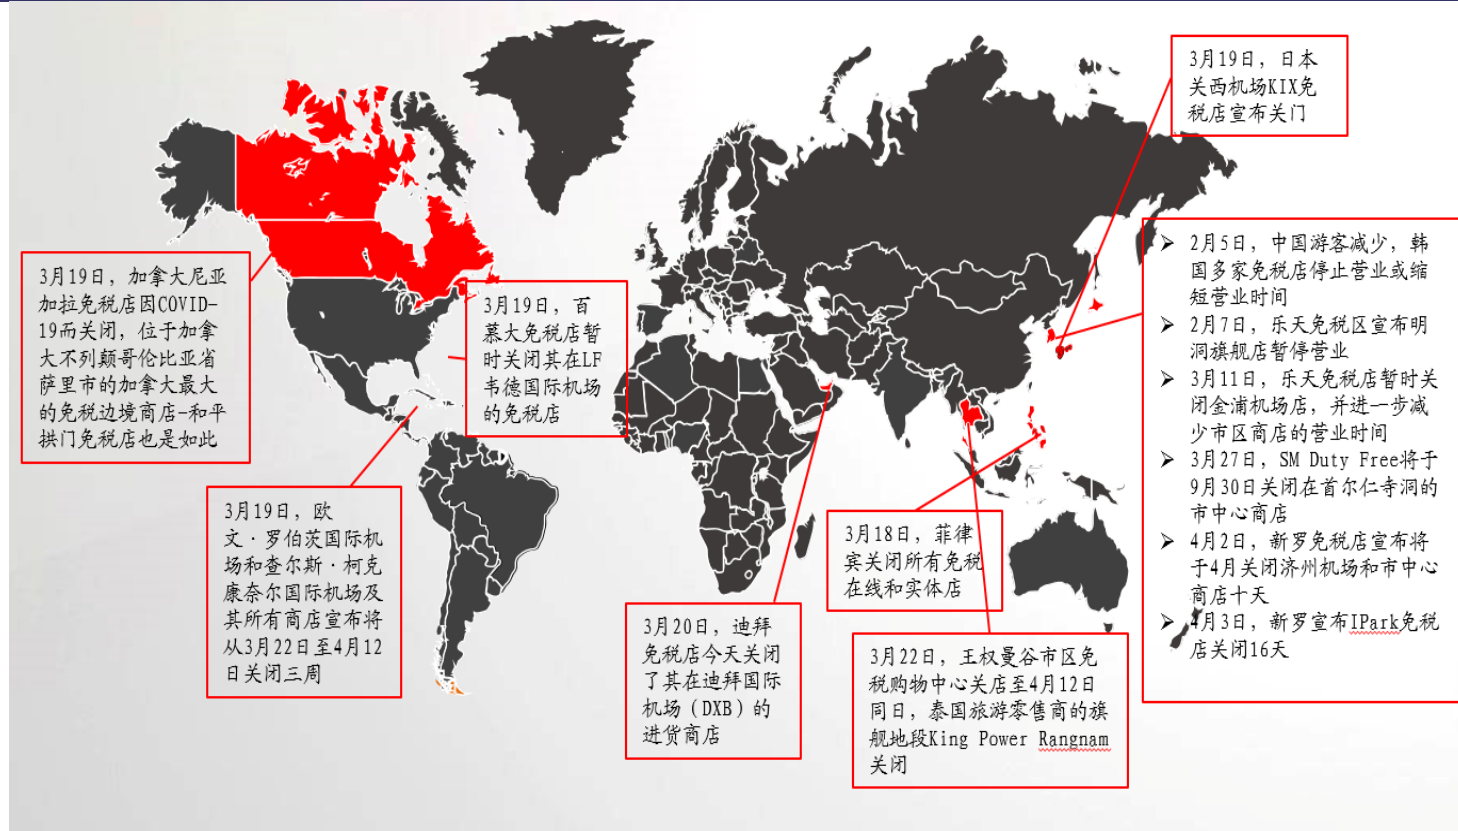 3月19日，日本
关西机场KIX免
税店宣布关门
2月5日，中国游客减少，韩
国多家免税店停止营业或缩
短营业时间
2月7日，乐天免税区宣布明
洞旗舰店暂停营业
3月11日，乐天免税店暂时关
闭金浦机场店，并进一步减
少市区商店的营业时间
3月27日，SM Duty Free将于
9月30日关闭在首尔仁寺洞的
市中心商店
4月2日，新罗免税店宣布将
于4月关闭济州机场和市中心
商店十天
4月3日，新罗宣布IPark免税
店关闭16天
3月19日，加拿大尼亚
加拉免税店因COVID-
19而关闭，位于加拿
大不列颠哥伦比亚省
萨里市的加拿大最大
的免税边境商店-和平
拱门免税店也是如此
3月19日，百
慕大免税店暂
时关闭其在LF
韦德国际机场
的免税店
3月19日，欧
文·罗伯茨国际机
场和查尔斯·柯克
康奈尔国际机场及
其所有商店宣布将
从3月22日至4月12
日关闭三周
3月20日，迪拜
免税店今天关闭
了其在迪拜国际
机场（DXB）的
进货商店
3月18日，菲律
宾关闭所有免税
在线和实体店
3月22日，王权曼谷市区免
税购物中心关店至4月12日
同日，泰国旅游零售商的旗
舰地段King Power Rangnam
关闭